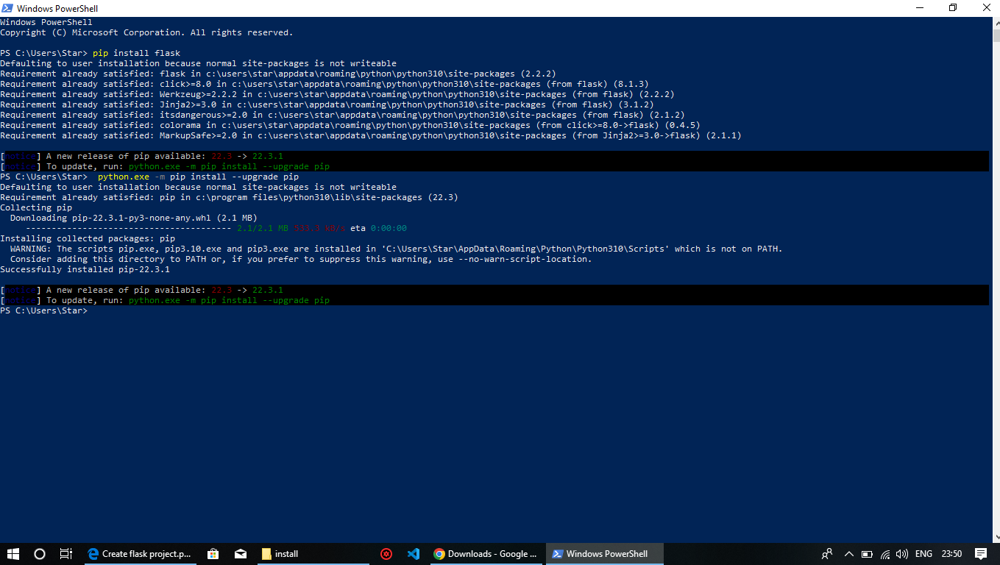 Windows PowerShell
Windows PowerShell
Copyright (C) Microsoft Corporation. All rights reserved.
PS C:\Users\Star> pip install flask
Defaulting to user installation because normal site-packages is not writeable
Requirement already satisfied: flask in c:\users\star\appdata\roaming\python\python310\site-packages (2.2.2)
Requirement already satisfied: click>=8.0 in c:\users\star\appdata\roaming\python\python310\site-packages (from flask) (8.1.3)
Requirement already satisfied: Werkzeug>=2.2.2 in c:\users\star\appdata\roaming\python\python310\site-packages (from flask) (2.2.2)
Requirement already satisfied: Jinja2>=3.0 in c:\users\star\appdata\roaming\python\python310\site-packages (from flask) (3.1.2)
Requirement already satisfied: itsdangerous>=2.0 in c:\users\star\appdata\roaming\python\python310\site-packages (from flask) (2.1.2)
Requirement already satisfied: colorama in c:\users\star\appdata\roaming\python\python310\site-packages (from click>=8.0->flask) (0.4.5)
Requirement already satisfied: MarkupSafe>=2.0 in c:\users\star\appdata\roaming\python\python310\site-packages (from Jinja2>=3.0->flask) (2.1.1)
[notice] A new release of pip available: 22.3 -> 22.3.1
[notice] To update, run: python.exe -m pip install --upgrade pip
PS C:\Users\Star>  python.exe -m pip install --upgrade pip
Defaulting to user installation because normal site-packages is not writeable
Requirement already satisfied: pip in c:\program files\python310\lib\site-packages (22.3)
Collecting pip
  Downloading pip-22.3.1-py3-none-any.whl (2.1 MB)
     ---------------------------------------- 2.1/2.1 MB 533.3 kB/s eta 0:00:00
Installing collected packages: pip
  WARNING: The scripts pip.exe, pip3.10.exe and pip3.exe are installed in 'C:\Users\Star\AppData\Roaming\Python\Python310\Scripts' which is not on PATH.
  Consider adding this directory to PATH or, if you prefer to suppress this warning, use --no-warn-script-location.
Successfully installed pip-22.3.1
[notice] A new release of pip available: 22.3 -> 22.3.1
[notice] To update, run: python.exe -m pip install --upgrade pip
PS C:\Users\Star>
Create flask project.p... install Downloads - Google ... Windows PowerShell ENG 23:50